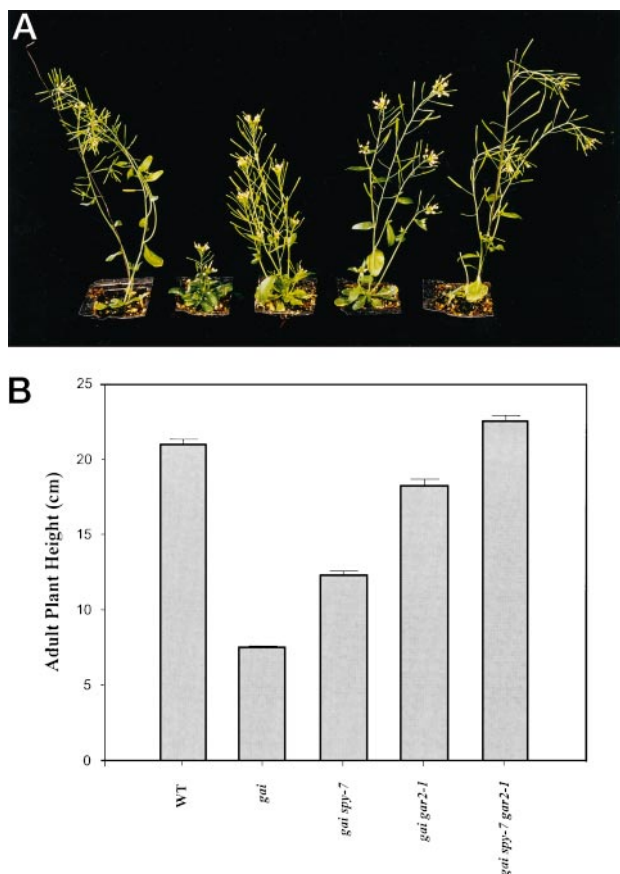 A
B
25
20
15
10
5
0
Adult Plant Height (cm)
WT
gai
gai spy-7
gai gar2-1
gai spy-7 gar2-1